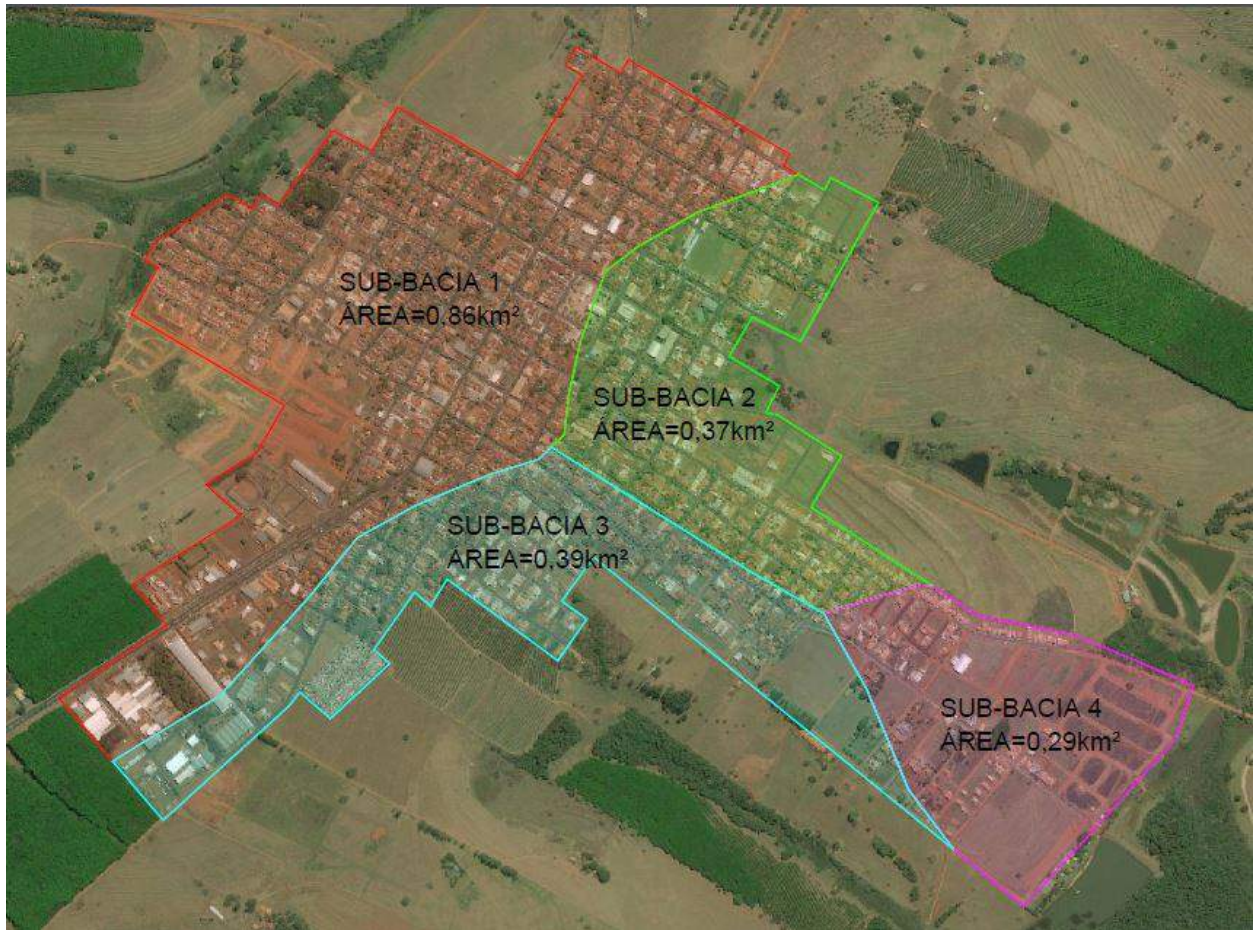 SUB-BACIA 1
ÁREA=0,86km²
SUB-BACIA 2
ÁREA=0,37km²
SUB-BACIA 3
ÁREA=0,39km²
SUB-BACIA 4
ÁREA=0,29km²